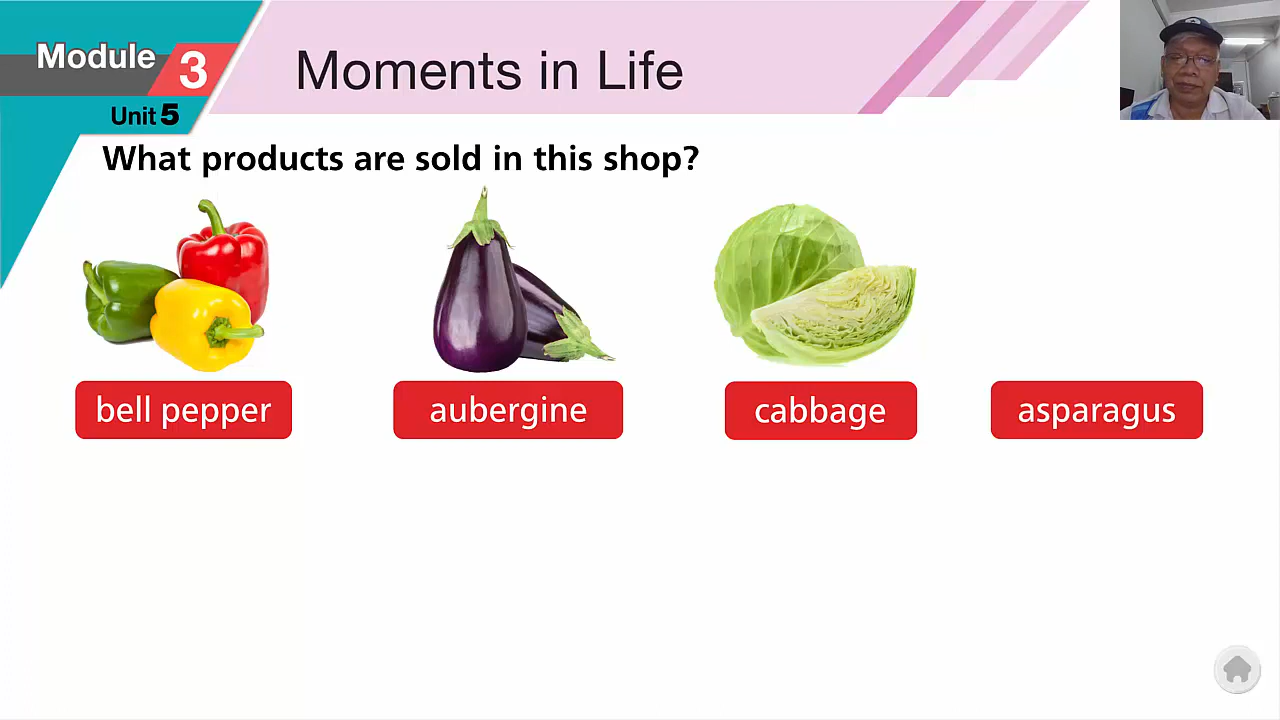 Module 3
Moments in Life
Unit 5
What products are sold in this shop?
bell pepper
aubergine
cabbage
asparagus